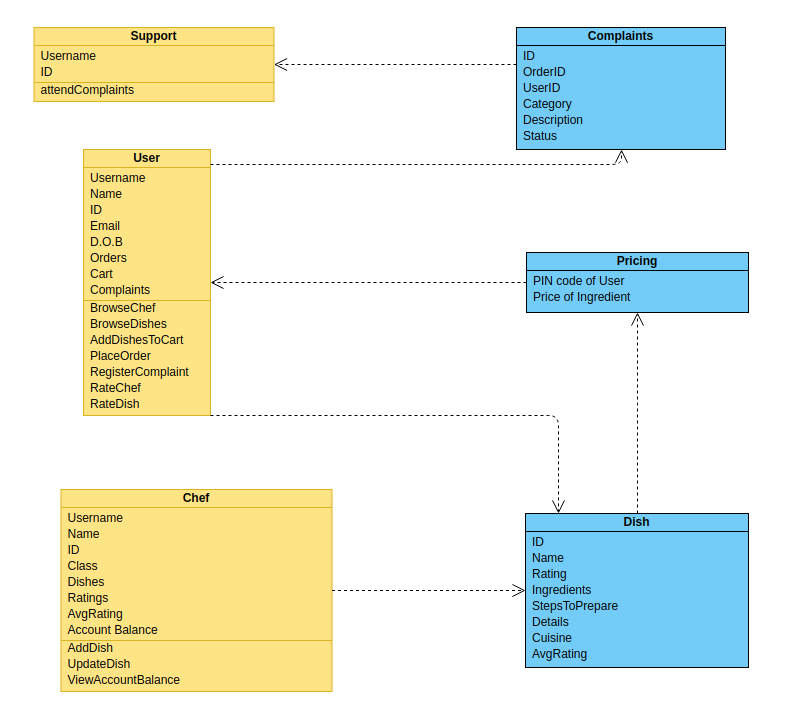 Support
Username
ID
attendComplaints
Complaints
ID
OrderID
UserID
Category
Description
Status
User
Username
Name
ID
Email
D.O.B
Orders
Cart
Complaints
BrowseChef
BrowseDishes
AddDishesToCart
PlaceOrder
RegisterComplaint
RateChef
RateDish
Pricing
PIN code of User
Price of Ingredient
Chef
Username
Name
ID
Class
Dishes
Ratings
AvgRating
Account Balance
AddDish
UpdateDish
ViewAccountBalance
Dish
ID
Name
Rating
Ingredients
StepsToPrepare
Details
Cuisine
AvgRating